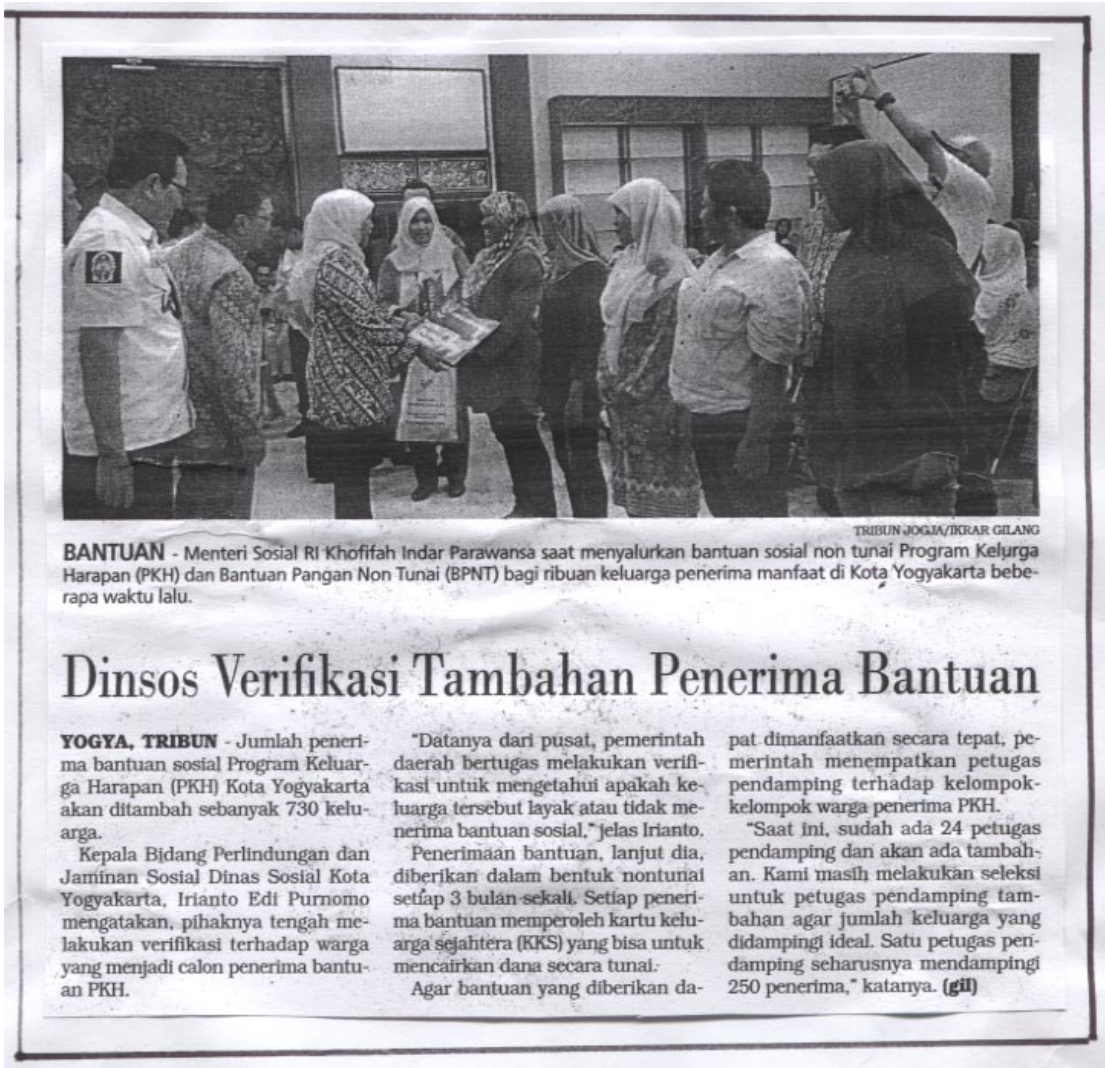 TRIBUN JOGJA/IKRAR GILANG
BANTUAN - Menteri Sosial RI Khofifah Indar Parawansa saat menyalurkan bantuan sosial non tunai Program Kelurga
Harapan (PKH) dan Bantuan Pangan Non Tunai (BPNT) bagi ribuan keluarga penerima manfaat di Kota Yogyakarta bebe-
rapa waktu lalu.
Dinsos Verifikasi Tambahan Penerima Bantuan
YOGYA, TRIBUN - Jumlah peneri-
ma bantuan sosial Program Keluar-
ga Harapan (PKH) Kota Yogyakarta
akan ditambah sebanyak 730 kelu-
arga.
Kepala Bidang Perlindungan dan
Jaminan Sosial Dinas Sosial Kota
Yogyakarta, Irianto Edi Purnomo
mengatakan, pihaknya tengah me-
lakukan verifikasi terhadap warga
yang menjadi calon penerima bantu-
an PKH.
"Datanya dari pusat, pemerintah
daerah bertugas melakukan verifi-
kasi untuk mengetahui apakah ke-
luarga tersebut layak atau tidak me-
nerima bantuan sosial," jelas Irianto.
Penerimaan bantuan, lanjut dia,
diberikan dalam bentuk nontunai
setiap 3 bulan sekali. Setiap peneri-
ma bantuan memperoleh kartu kelu-
arga sejahtera (KKS) yang bisa untuk
mencairkan dana secara tunai.
Agar bantuan yang diberikan da-
pat dimanfaatkan secara tepat, pe-
merintah menempatkan petugas
pendamping terhadap kelompok-
kelompok warga penerima PKH.
"Saat ini, sudah ada 24 petugas
pendamping dan akan ada tambah-
an. Kami masih melakukan seleksi
untuk petugas pendamping tam-
bahan agar jumlah keluarga yang
didampingi ideal. Satu petugas pen-
damping seharusnya mendampingi
250 penerima," katanya. (gil)